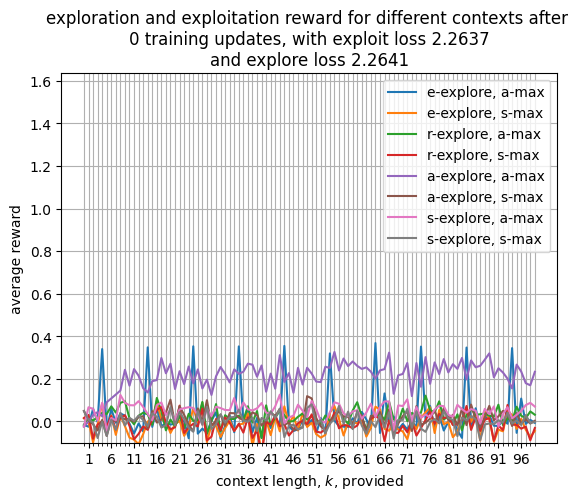 exploration and exploitation reward for different contexts after
0 training updates, with exploit loss 2.2637
and explore loss 2.2641
1.6
1.4
1.2
1.0
0.8
0.6
0.4
0.2
0.0
average reward
e-explore, a-max
e-explore, s-max
r-explore, a-max
r-explore, s-max
a-explore, a-max
a-explore, s-max
s-explore, a-max
s-explore, s-max
1 6 11 16 21 26 31 36 41 46 51 56 61 66 71 76 81 86 91 96
context length, k, provided